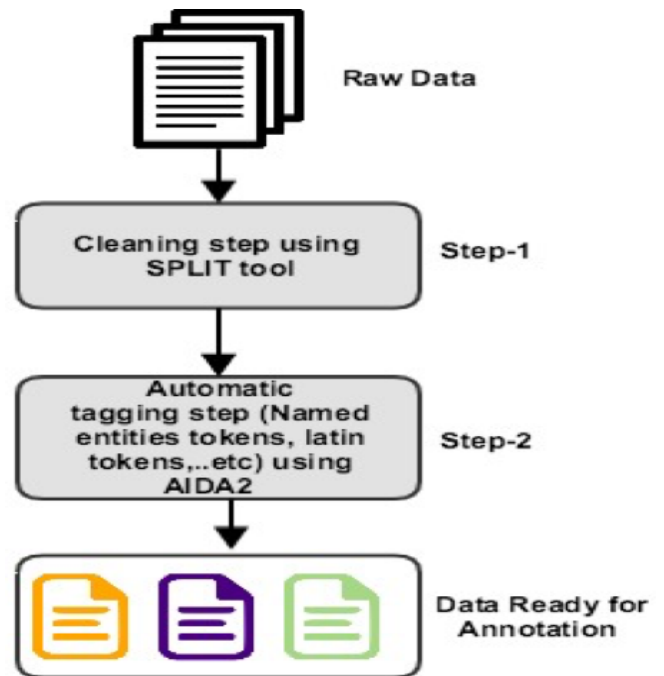 Raw Data
Cleaning step using
SPLIT tool
Step-1
Automatic
tagging step (Named
entities tokens, latin
tokens,..etc) using
AIDA2
Step-2
Data Ready for
Annotation